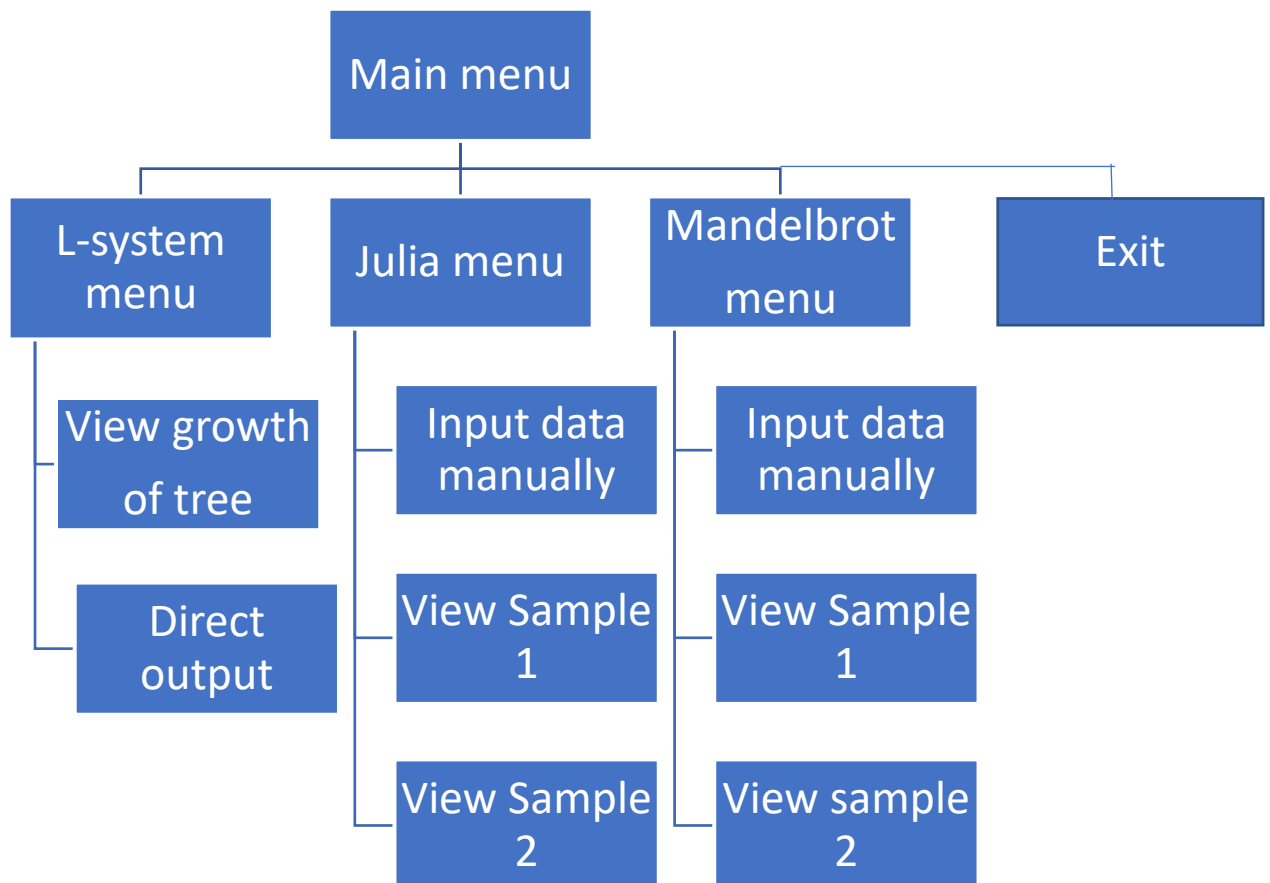 Main menu
L-system
menu
Julia menu
Mandelbrot
menu
Exit
View growth
of tree
Direct
output
Input data
manually
View Sample
1
View Sample
2
Input data
manually
View Sample
1
View sample
2